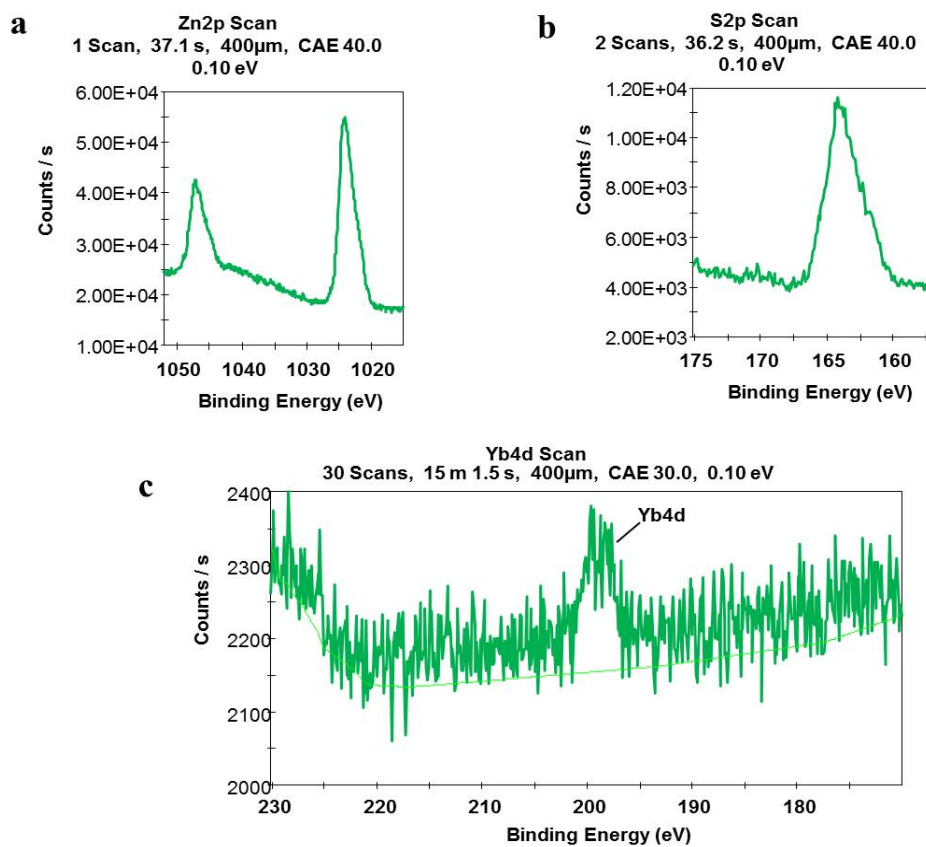 a
Zn2p Scan
1 Scan, 37.1 s, 400µm, CAE 40.0
0.10 eV
6.00E+04
5.00E+04
4.00E+04
3.00E+04
2.00E+04
1.00E+04
Counts / s
1050 1040 1030 1020
Binding Energy (eV)
b
S2p Scan
2 Scans, 36.2 s, 400µm, CAE 40.0
0.10 eV
1.20E+04
1.00E+04
8.00E+03
6.00E+03
4.00E+03
2.00E+03
Counts / s
175 170 165 160
Binding Energy (eV)
c
Yb4d Scan
30 Scans, 15 m 1.5 s, 400µm, CAE 30.0, 0.10 eV
2400
2300
2200
2100
2000
Counts / s
Yb4d
230 220 210 200 190 180
Binding Energy (eV)